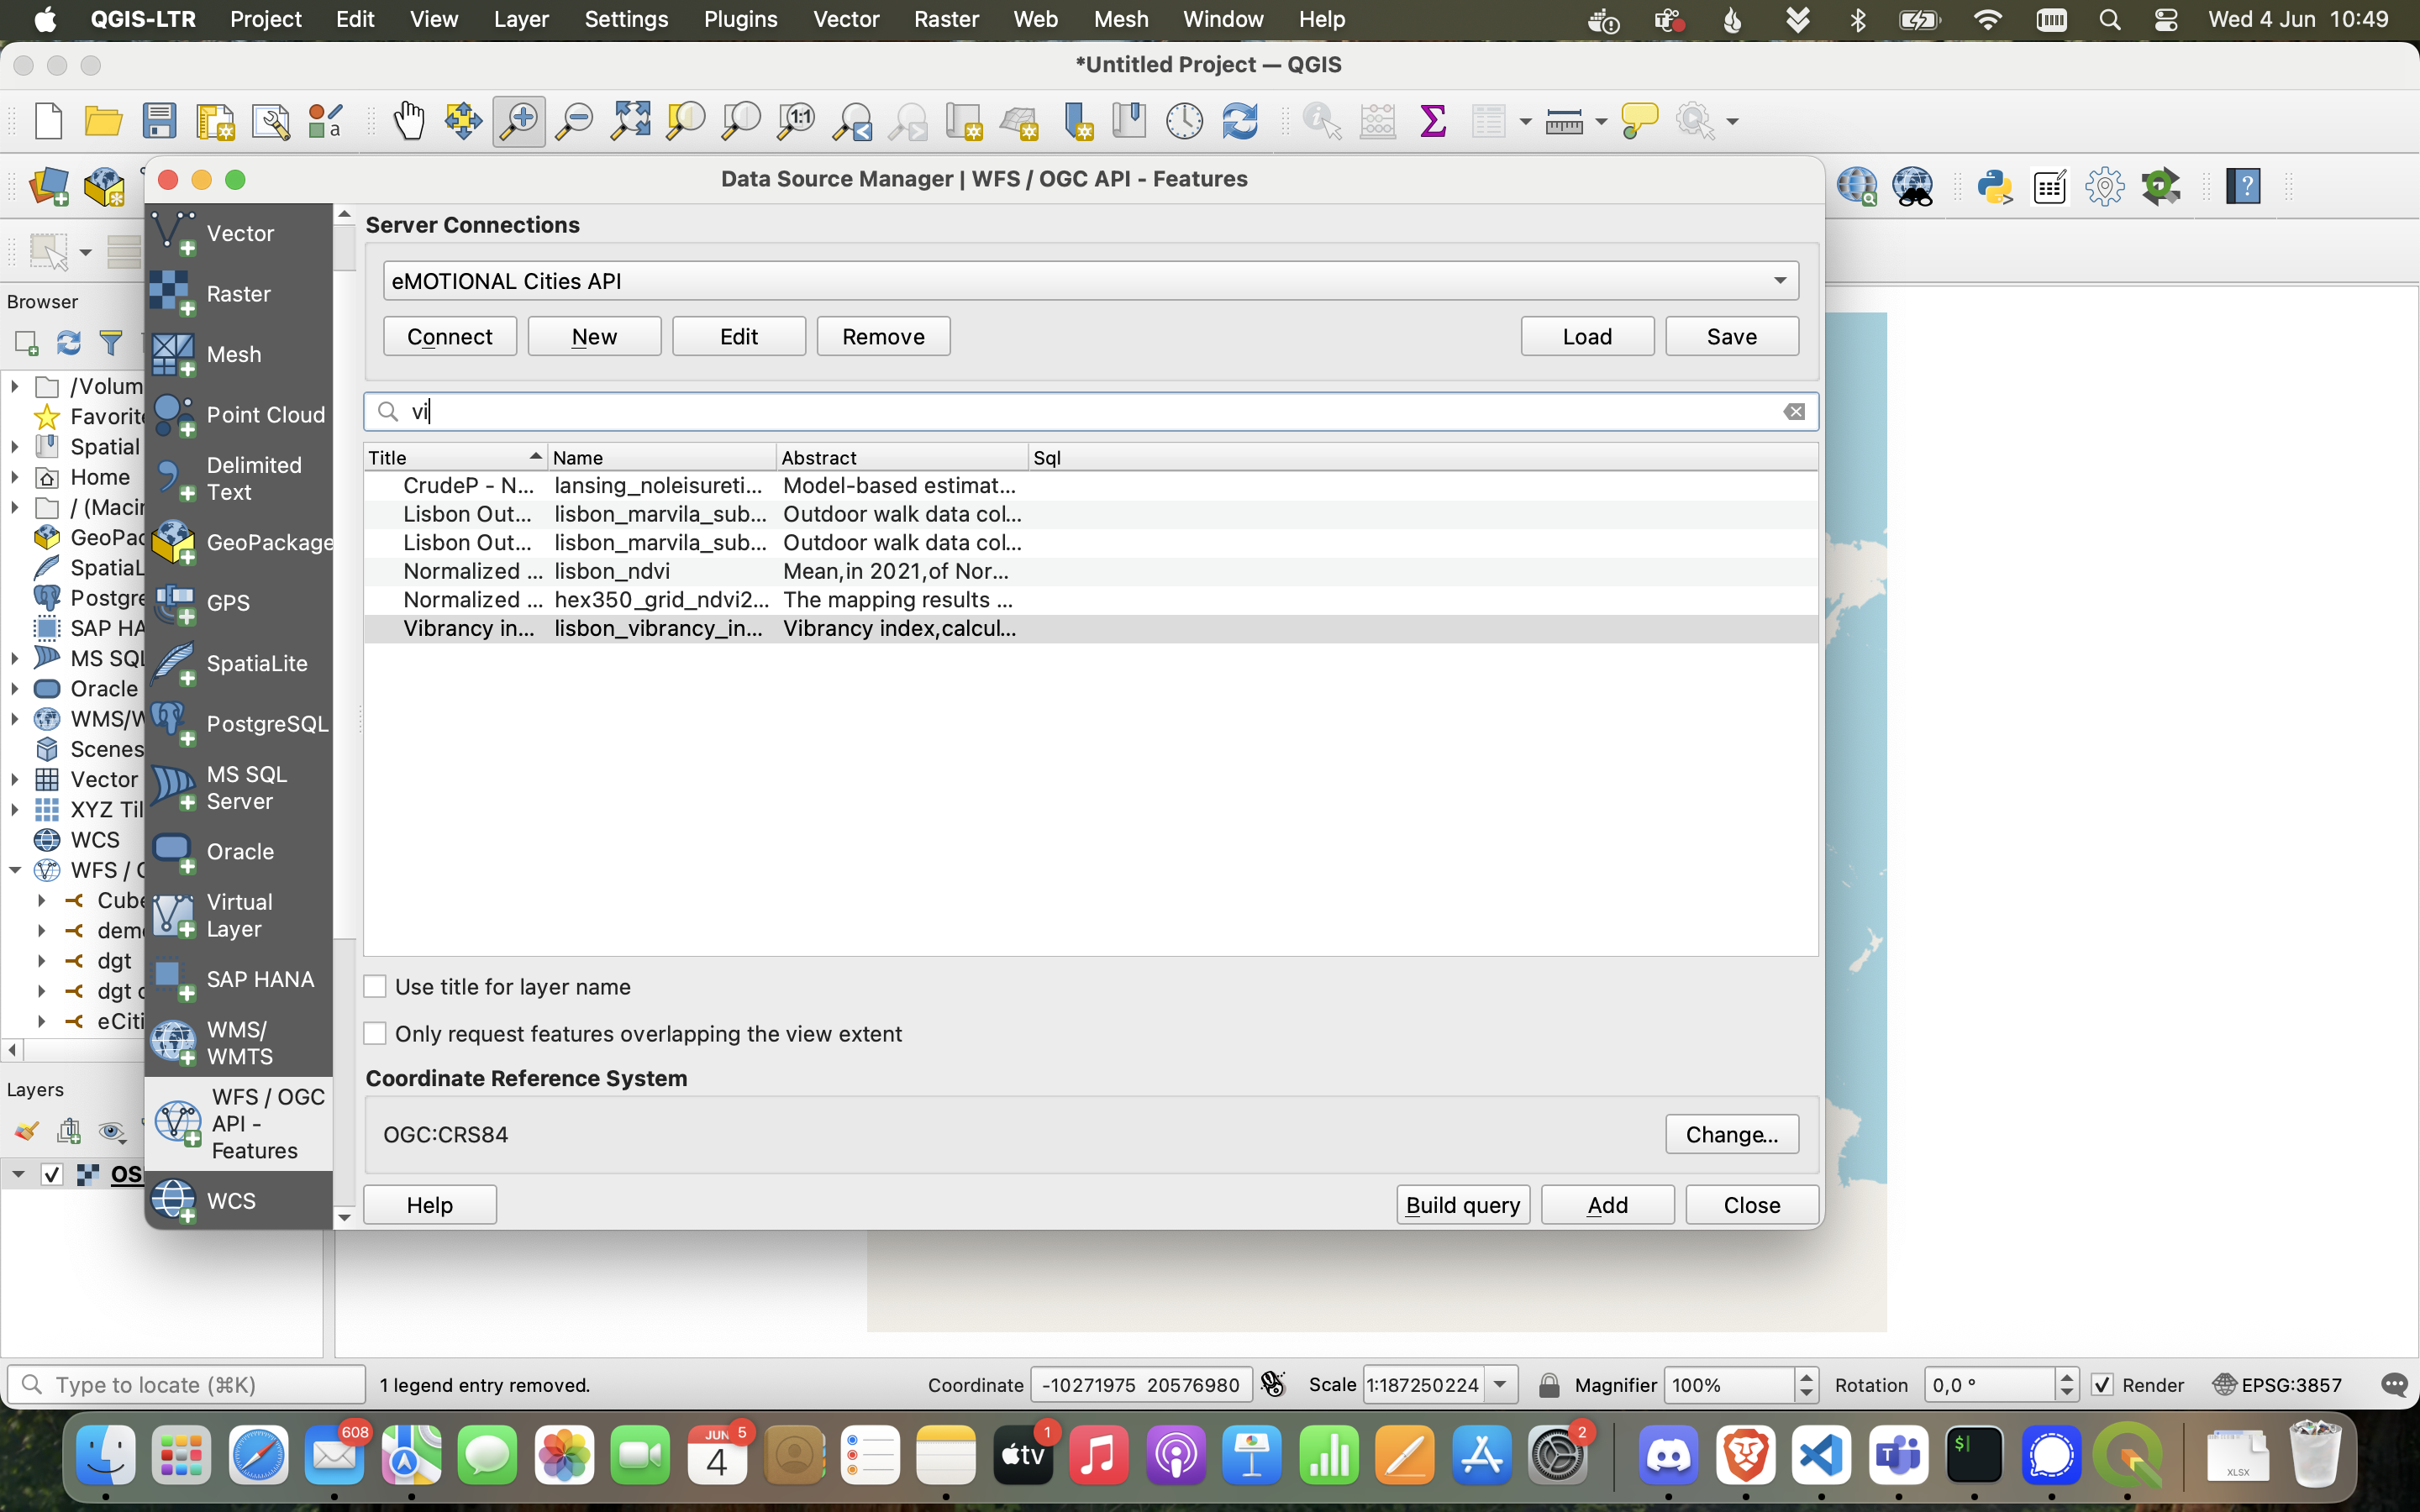 QGIS-LTR Project Edit View Layer Settings Plugins Vector Raster Web Mesh Window Help Wed 4 Jun 10:49
*Untitled Project — QGIS
Data Source Manager | WFS / OGC API - Features
Browser
/Volum
Favorite
Spatial
Home
/ (Macin
GeoPac
SpatiaL
Postgre
SAP HA
MS SQL
Oracle
WMS/W
Scenes
Vector
XYZ Til
WCS
WFS / O
Cube
dem
dgt
dgt c
eCiti
Layers
OS
Vector
Raster
Mesh
Point Cloud
Delimited
Text
GeoPackage
GPS
SpatiaLite
PostgreSQL
MS SQL
Server
Oracle
Virtual
Layer
SAP HANA
WMS/
WMTS
WFS / OGC
API -
Features
WCS
Server Connections
eMOTIONAL Cities API
Connect New Edit Remove Load Save
vi
Title Name Abstract Sql
CrudeP - N... lansing_noleisureti... Model-based estimat...
Lisbon Out... lisbon_marvila_sub... Outdoor walk data col...
Lisbon Out... lisbon_marvila_sub... Outdoor walk data col...
Normalized ... lisbon_ndvi Mean,in 2021,of Nor...
Normalized ... hex350_grid_ndvi2... The mapping results ...
Vibrancy in... lisbon_vibrancy_in... Vibrancy index,calcul...
Use title for layer name
Only request features overlapping the view extent
Coordinate Reference System
OGC:CRS84 Change...
Help Build query Add Close
Type to locate (⌘K) 1 legend entry removed. Coordinate -10271975 20576980 Scale 1:187250224 Magnifier 100% Rotation 0,0 ° Render EPSG:3857
608
JUN
4
5
tv
1
2
$
XLSX